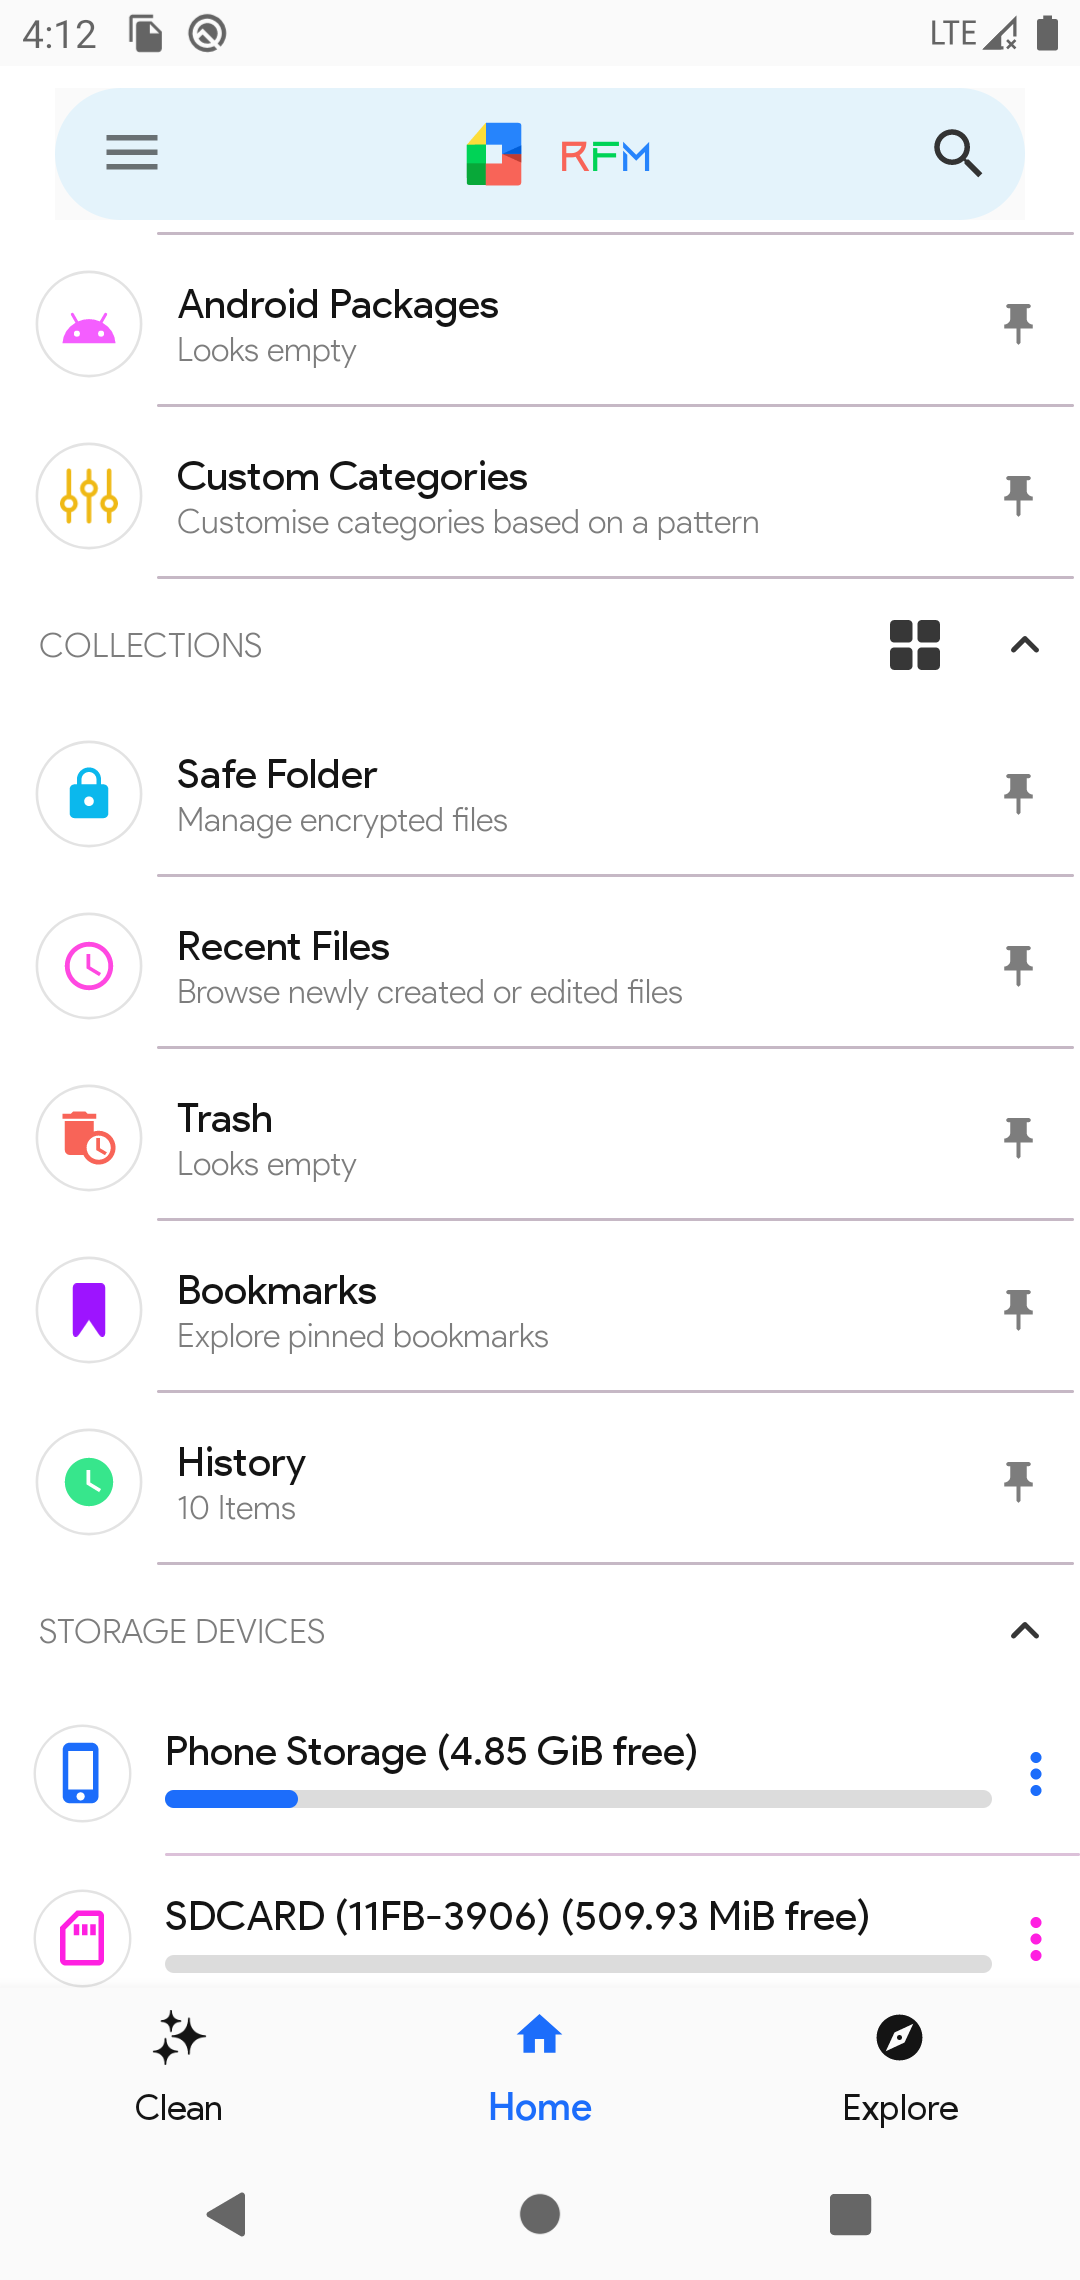 4:12
LTE
RFM
Android Packages
Looks empty
Custom Categories
Customise categories based on a pattern
COLLECTIONS
Safe Folder
Manage encrypted files
Recent Files
Browse newly created or edited files
Trash
Looks empty
Bookmarks
Explore pinned bookmarks
History
10 Items
STORAGE DEVICES
Phone Storage (4.85 GiB free)
SDCARD (11FB-3906) (509.93 MiB free)
Clean
Home
Explore